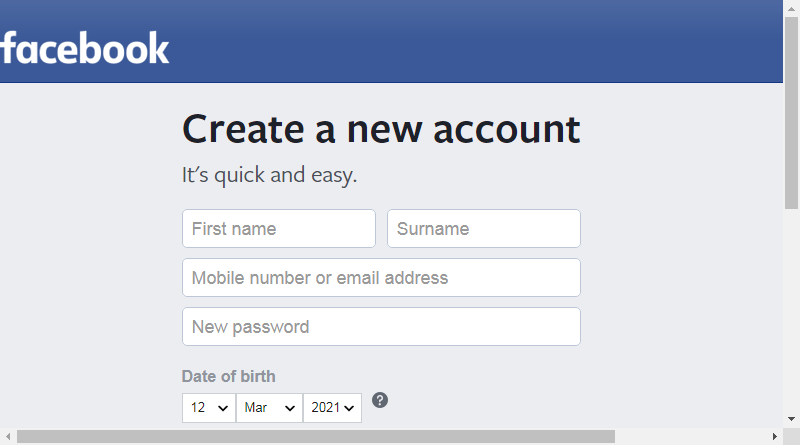 facebook
Create a new account
It's quick and easy.
First name Surname
Mobile number or email address
New password
Date of birth
12 Mar 2021 ?